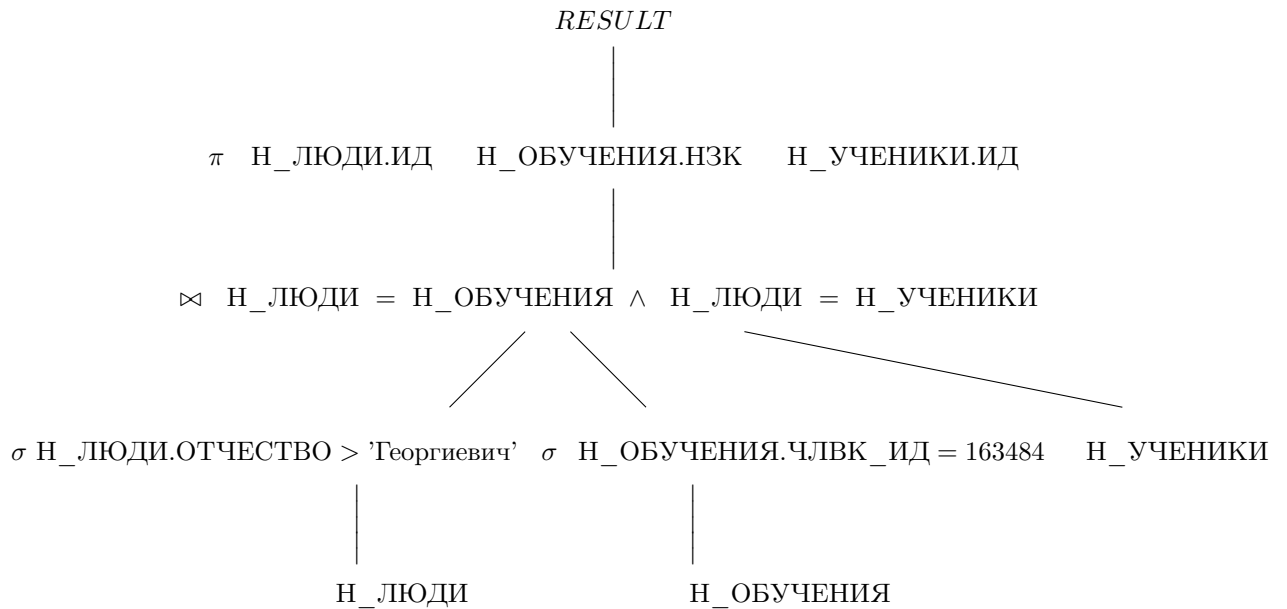 RESULT
π Н_ЛЮДИ.ИД Н_ОБУЧЕНИЯ.НЗК Н_УЧЕНИКИ.ИД
⋈ Н_ЛЮДИ = Н_ОБУЧЕНИЯ ∧ Н_ЛЮДИ = Н_УЧЕНИКИ
σ Н_ЛЮДИ.ОТЧЕСТВО > ’Георгиевич’ σ Н_ОБУЧЕНИЯ.ЧЛВК_ИД = 163484 Н_УЧЕНИКИ
Н_ЛЮДИ Н_ОБУЧЕНИЯ